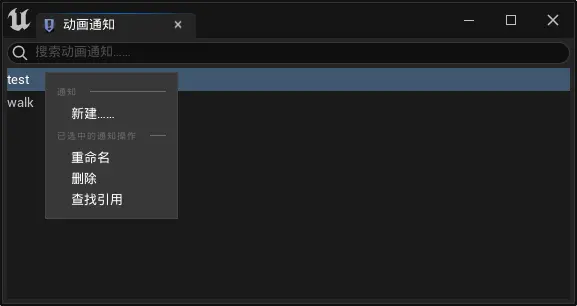 动画通知
搜索动画通知……
test
walk
通知
新建……
已选中的通知操作
重命名
删除
查找引用